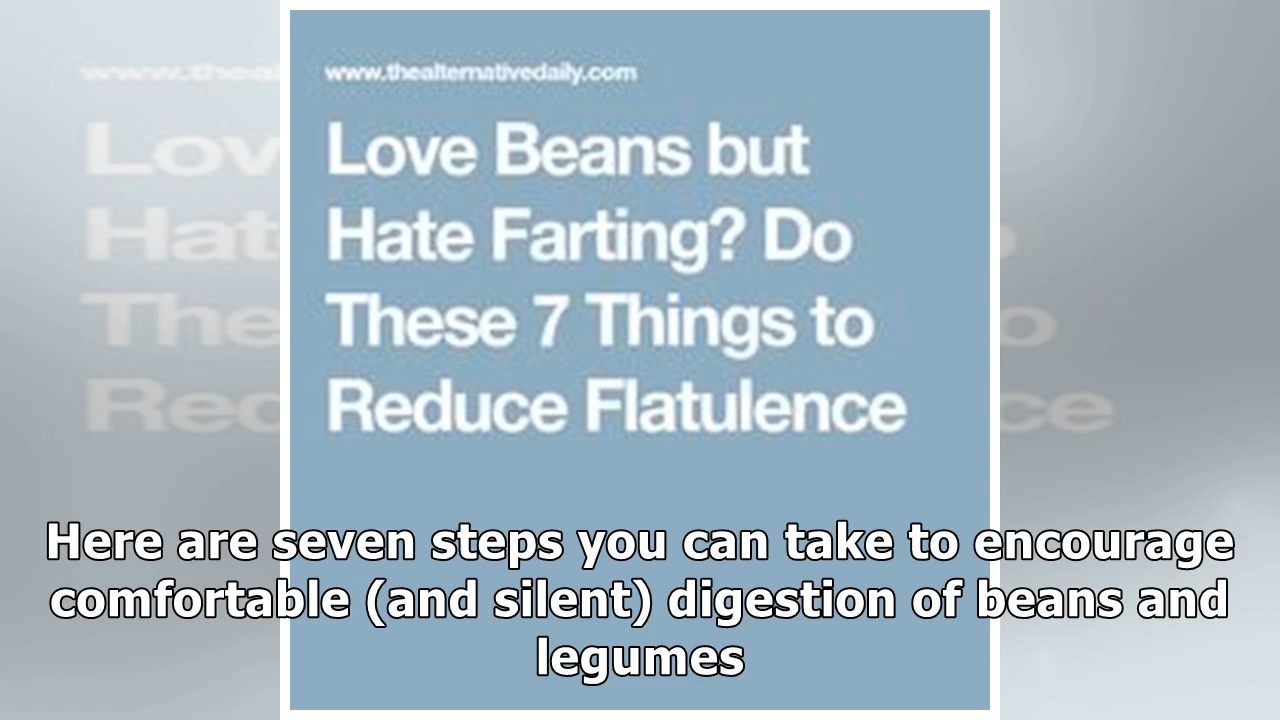 www.thealternativedaily.com
Love Beans but
Hate Farting? Do
These 7 Things to
Reduce Flatulence
Here are seven steps you can take to encourage
comfortable (and silent) digestion of beans and
legumes